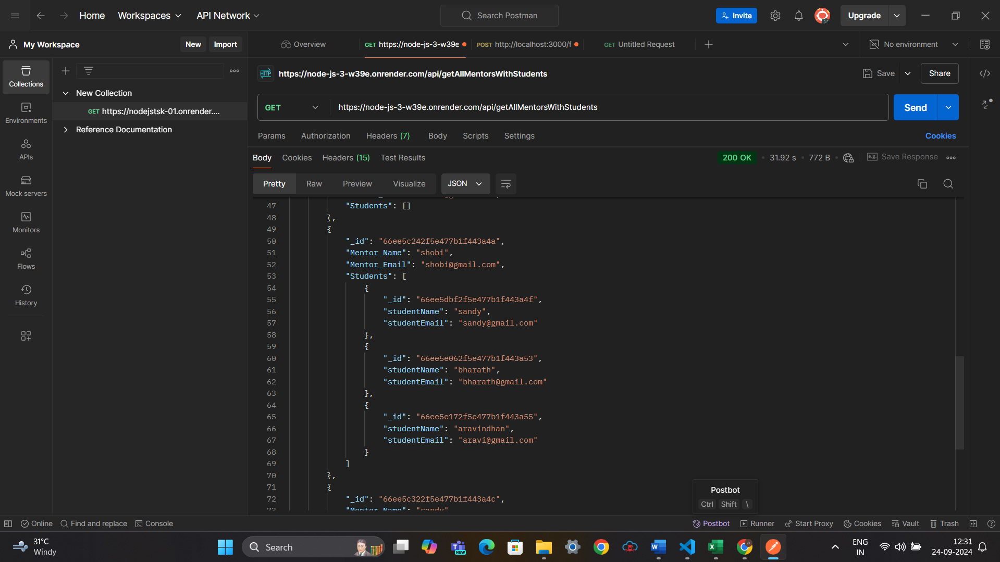 Home
Workspaces
API Network
Search Postman
Invite
Upgrade
My Workspace
New
Import
Overview
GET https://node-js-3-w39e
POST http://localhost:3000/f
GET Untitled Request
No environment
Collections
Environments
APIs
Mock servers
Monitors
Flows
History
New Collection
GET https://nodejstsk-01.onrender....
Reference Documentation
HTTP https://node-js-3-w39e.onrender.com/api/getAllMentorsWithStudents
Save
Share
GET https://node-js-3-w39e.onrender.com/api/getAllMentorsWithStudents
Send
Params Authorization Headers (7) Body Scripts Settings
Cookies
Body Cookies Headers (15) Test Results
200 OK 31.92 s 772 B
e.g. Save Response
Pretty Raw Preview Visualize JSON
47 "Students": []
48 },
49 {
50 "_id": "66ee5c242f5e477b1f443a4a",
51 "Mentor_Name": "shobi",
52 "Mentor_Email": "shobi@gmail.com",
53 "Students": [
54 {
55 "_id": "66ee5dbf2f5e477b1f443a4f",
56 "studentName": "sandy",
57 "studentEmail": "sandy@gmail.com"
58 },
59 {
60 "_id": "66ee5e062f5e477b1f443a53",
61 "studentName": "bharath",
62 "studentEmail": "bharath@gmail.com"
63 },
64 {
65 "_id": "66ee5e172f5e477b1f443a55",
66 "studentName": "aravindhan",
67 "studentEmail": "aravi@gmail.com"
68 }
69 ]
70 },
71 {
72 "_id": "66ee5c322f5e477b1f443a4c",
73 "Mentor_Name": "sandy"
Postbot
Ctrl Shift \
Online
Find and replace
Console
Postbot
Runner
Start Proxy
Cookies
Vault
Trash
31°C
Windy
Search
NEW
ENG
IN
12:31
24-09-2024